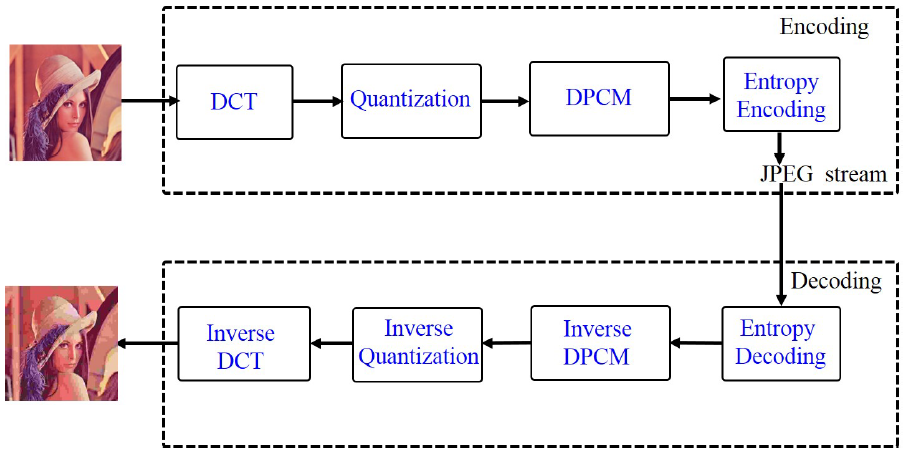 Encoding
DCT
Quantization
DPCM
Entropy
Encoding
JPEG stream
Decoding
Inverse
DCT
Inverse
Quantization
Inverse
DPCM
Entropy
Decoding